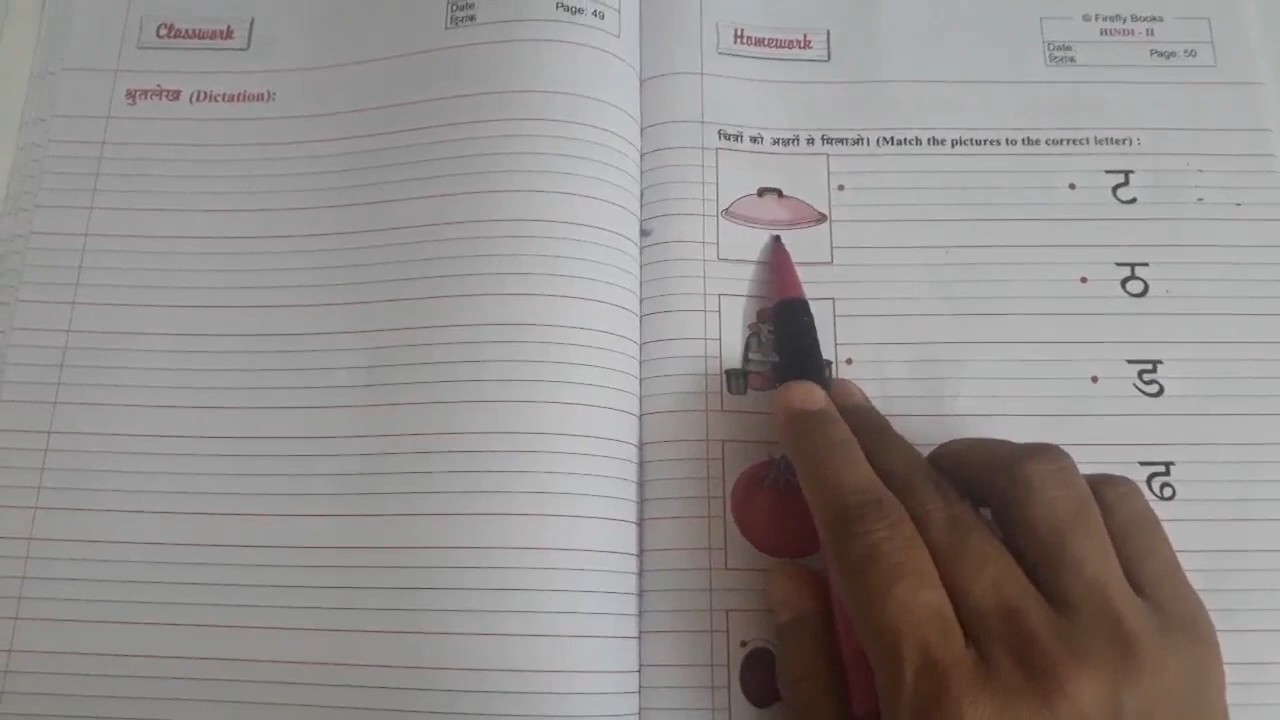 Classwork
Date
दिनांक
Page: 49
श्रुतलेख (Dictation):
Homework
© Firefly Books
HINDI - II
Date:
दिनांक
Page: 50
चित्रों को अक्षरों से मिलाओ। (Match the pictures to the correct letter) :
ट
ठ
ड
ढ